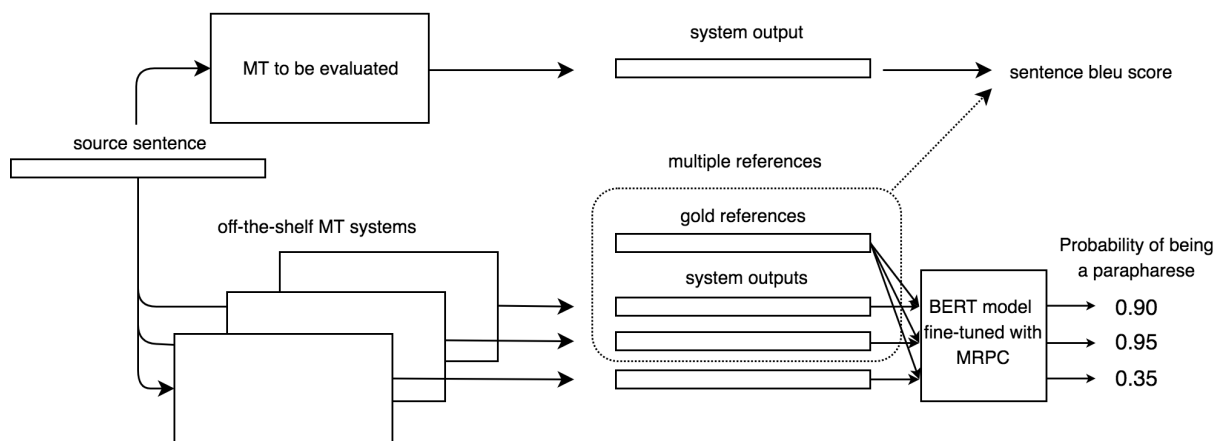 system output
MT to be evaluated
sentence bleu score
source sentence
multiple references
off-the-shelf MT systems
gold references
Probability of being
a parapharese
system outputs
BERT model
fine-tuned with
MRPC
0.90
0.95
0.35